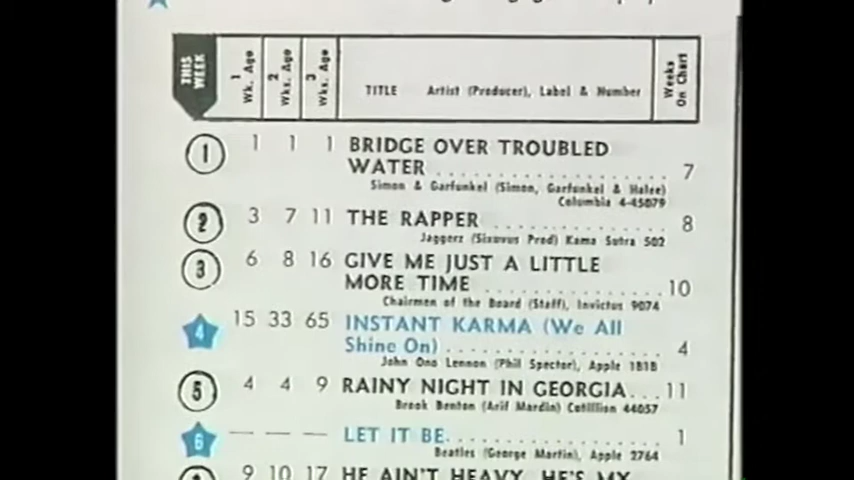 THIS WEEK 1 Wk. Ago 2 Wks. Ago 3 Wks. Ago TITLE Artist (Producer), Label & Number Weeks On Chart
1 1 1 1 BRIDGE OVER TROUBLED
WATER . . . . . . . . . . . . . . . . . . . 7
Simon & Garfunkel (Simon, Garfunkel & Halee)
Columbia 4-45079
2 3 7 11 THE RAPPER . . . . . . . . . . . . . . . 8
Jaggerz (Sixuvus Prod) Kama Sutra 502
3 6 8 16 GIVE ME JUST A LITTLE
MORE TIME . . . . . . . . . . . . . . . 10
Chairmen of the Board (Staff), Invictus 9074
4 15 33 65 INSTANT KARMA (We All
Shine On) . . . . . . . . . . . . . . . . . . 4
John Ono Lennon (Phil Spector), Apple 1818
5 4 4 9 RAINY NIGHT IN GEORGIA. . . 11
Brook Benton (Arif Mardin) Cotillion 44057
6 — — — LET IT BE. . . . . . . . . . . . . . . . . . 1
Beatles (George Martin), Apple 2764
9 10 17 HE AIN'T HEAVY, HE'S MY